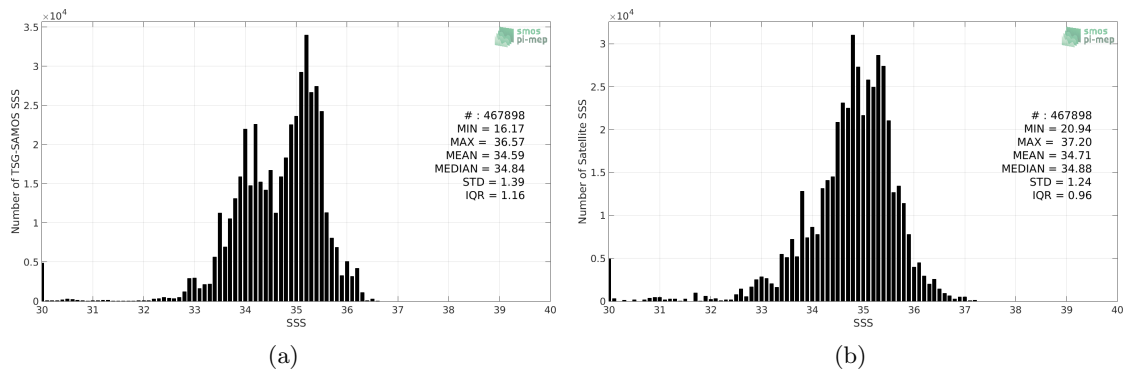 ×10⁴
3.5
3
2.5
2
1.5
1
0.5
0
Number of TSG-SAMOS SSS
30 31 32 33 34 35 36 37 38 39 40
SSS
smos
pi-mep
# : 467898
MIN = 16.17
MAX = 36.57
MEAN = 34.59
MEDIAN = 34.84
STD = 1.39
IQR = 1.16
(a)
×10⁴
3
2.5
2
1.5
1
0.5
0
Number of Satellite SSS
30 31 32 33 34 35 36 37 38 39 40
SSS
smos
pi-mep
# : 467898
MIN = 20.94
MAX = 37.20
MEAN = 34.71
MEDIAN = 34.88
STD = 1.24
IQR = 0.96
(b)